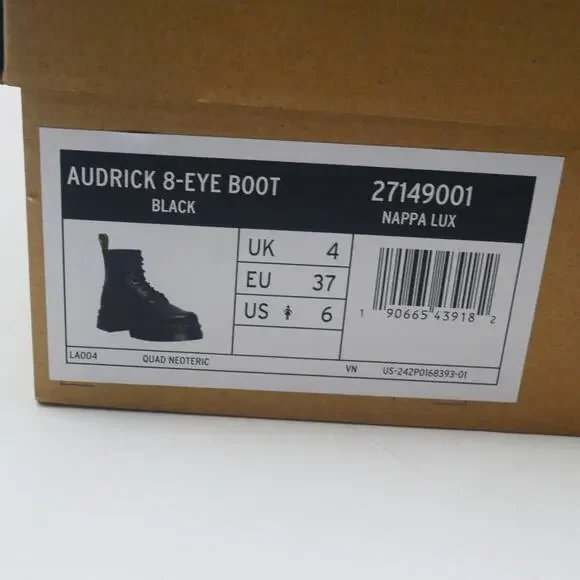 AUDRICK 8-EYE BOOT
BLACK
27149001
NAPPA LUX
UK 4
EU 37
US 6
1 90665 43918 2
LA004
QUAD NEOTERIC
VN
US-242P0168393-01